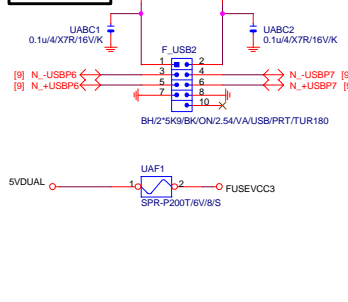 UABC1
0.1u/4/X7R/16V/K
UABC2
0.1u/4/X7R/16V/K
F_USB2
1 2
[9] N_-USBP6 3 4 N_-USBP7 [9
[9] N_+USBP6 5 6 N_+USBP7 [9
7 8
10
BH/2*5K9/BK/ON/2.54/VA/USB/PRT/TUR180
UAF1
5VDUAL 1 2 FUSEVCC3
SPR-P200T/6V/8/S